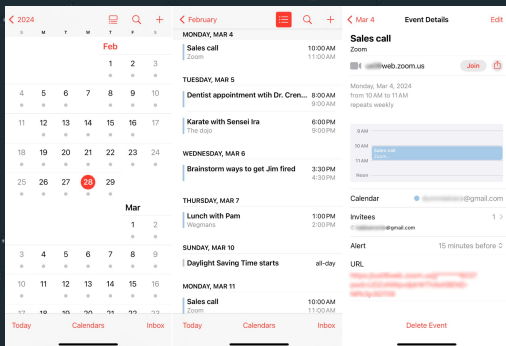 2024
S M T W T F S
Feb
1 2 3
4 5 6 7 8 9 10
11 12 13 14 15 16 17
18 19 20 21 22 23 24
25 26 27 28 29
Mar
1 2
3 4 5 6 7 8 9
10 11 12 13 14 15 16
17 18 19 20 21 22 23
Today Calendars Inbox
February
MONDAY, MAR 4
Sales call 10:00 AM
Zoom 11:00 AM
TUESDAY, MAR 5
Dentist appointment wtih Dr. Cren... 8:00 AM
9:00 AM
Karate with Sensei Ira 6:00 PM
The dojo 9:00 PM
WEDNESDAY, MAR 6
Brainstorm ways to get Jim fired 3:30 PM
4:30 PM
THURSDAY, MAR 7
Lunch with Pam 1:00 PM
Wegmans 2:00 PM
SUNDAY, MAR 10
Daylight Saving Time starts all-day
MONDAY, MAR 11
Sales call 10:00 AM
Zoom 11:00 AM
Today Calendars Inbox
Mar 4 Event Details Edit
Sales call
Zoom
web.zoom.us Join
Monday, Mar 4, 2024
from 10 AM to 11 AM
repeats weekly
9 AM
10 AM
Sales call
Zoom
11 AM
Noon
Calendar @gmail.com
Invitees 1
@gmail.com
Alert 15 minutes before
URL
Delete Event